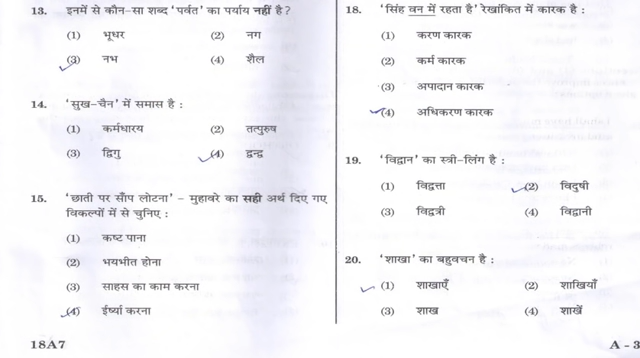 13. इनमें से कौन-सा शब्द 'पर्वत' का पर्याय नहीं है?
(1) भूधर (2) नग
(3) नभ (4) शैल
14. 'सुख-चैन' में समास है :
(1) कर्मधारय (2) तत्पुरुष
(3) द्विगु (4) द्वन्द्व
15. 'छाती पर साँप लोटना' – मुहावरे का सही अर्थ दिए गए
विकल्पों में से चुनिए :
(1) कष्ट पाना
(2) भयभीत होना
(3) साहस का काम करना
(4) ईर्ष्या करना
18A7
18. 'सिंह वन में रहता है' रेखांकित में कारक है :
(1) करण कारक
(2) कर्म कारक
(3) अपादान कारक
(4) अधिकरण कारक
19. 'विद्वान' का स्त्री-लिंग है :
(1) विद्वता (2) विदुषी
(3) विद्वत्री (4) विद्वानी
20. 'शाखा' का बहुवचन है :
(1) शाखाएँ (2) शाखियाँ
(3) शाख (4) शाखें
A - 3